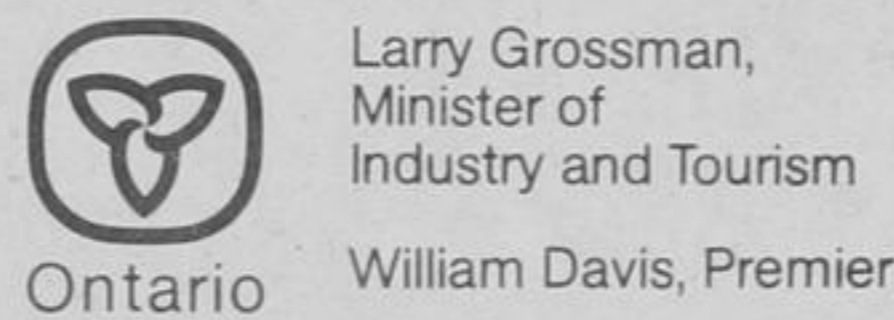 Larry Grossman,
Minister of
Industry and Tourism
William Davis, Premier
Ontario